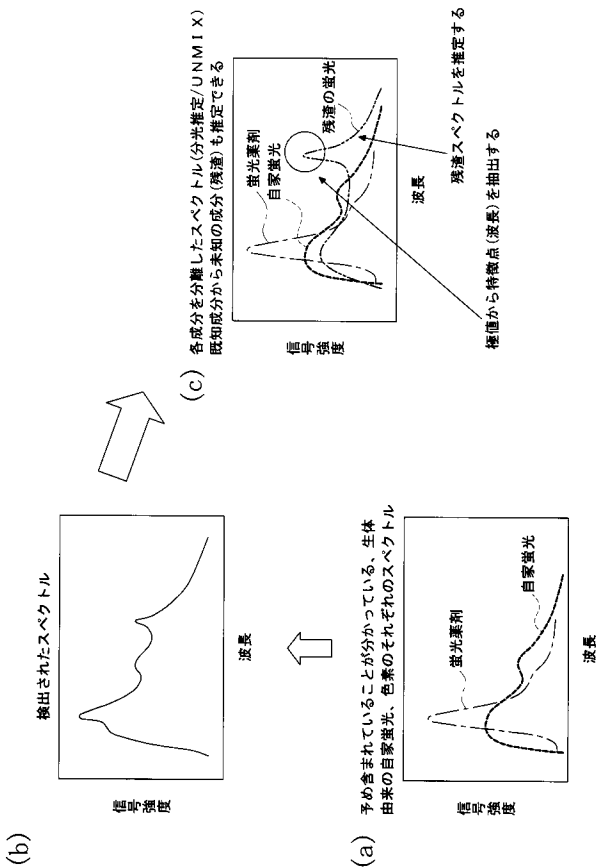 (a)
予め含まれていることが分かっている、生体
由来の自家蛍光、色素のそれぞれのスペクトル
信号強度
蛍光薬剤
自家蛍光
波長
(b)
検出されたスペクトル
信号強度
波長
(c)
各成分を分離したスペクトル(分光推定/UNMIX)
既知成分から未知の成分(残渣)も推定できる
信号強度
蛍光薬剤
自家蛍光
残渣の蛍光
波長
残渣スペクトルを推定する
極値から特徴点(波長)を抽出する